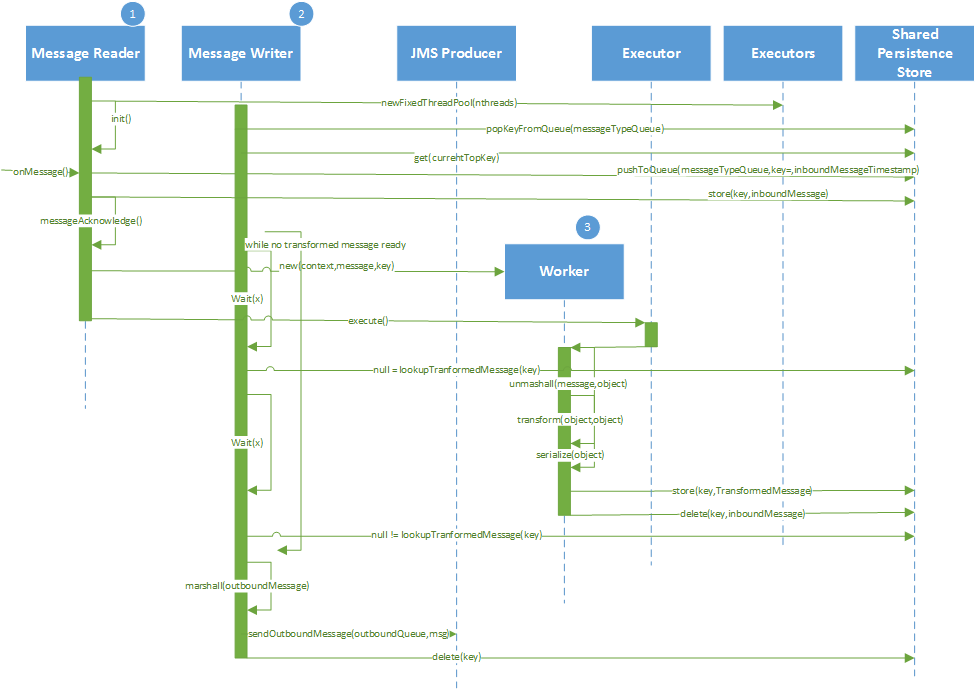 1
2
Message Reader
Message Writer
JMS Producer
Executor
Executors
Shared
Persistence
Store
newFixedThreadPool(nthreads)
init()
popKeyFromQueue(messageTypeQueue)
get(currentTopKey)
onMessage()
pushToQueue(messageTypeQueue,key=,inboundMessageTimestamp)
store(key,inboundMessage)
messageAcknowledge()
3
while no transformed message ready
new(context,message,key)
Worker
Wait(x)
execute()
null = lookupTranformedMessage(key)
unmashall(message,object)
transform(object,object)
Wait(x)
serialize(object)
store(key,TransformedMessage)
delete(key,inboundMessage)
null != lookupTranformedMessage(key)
marshall(outboundMessage)
sendOutboundMessage(outboundQueue,msg)
delete(key)